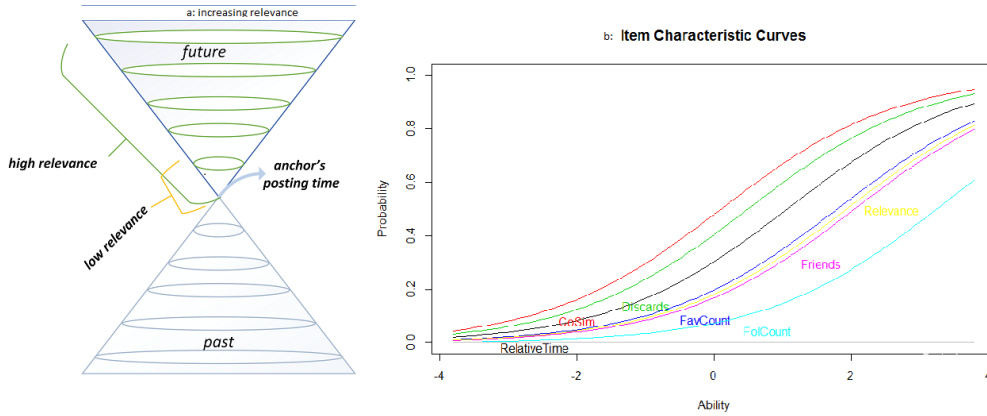 a: increasing relevance
future
high relevance
anchor's
posting time
low relevance
past
b: Item Characteristic Curves
Probability
1.0
0.8
0.6
0.4
0.2
0.0
Relevance
Friends
Discards
CoSim
FavCount
FolCount
RelativeTime
-4
-2
0
2
4
Ability